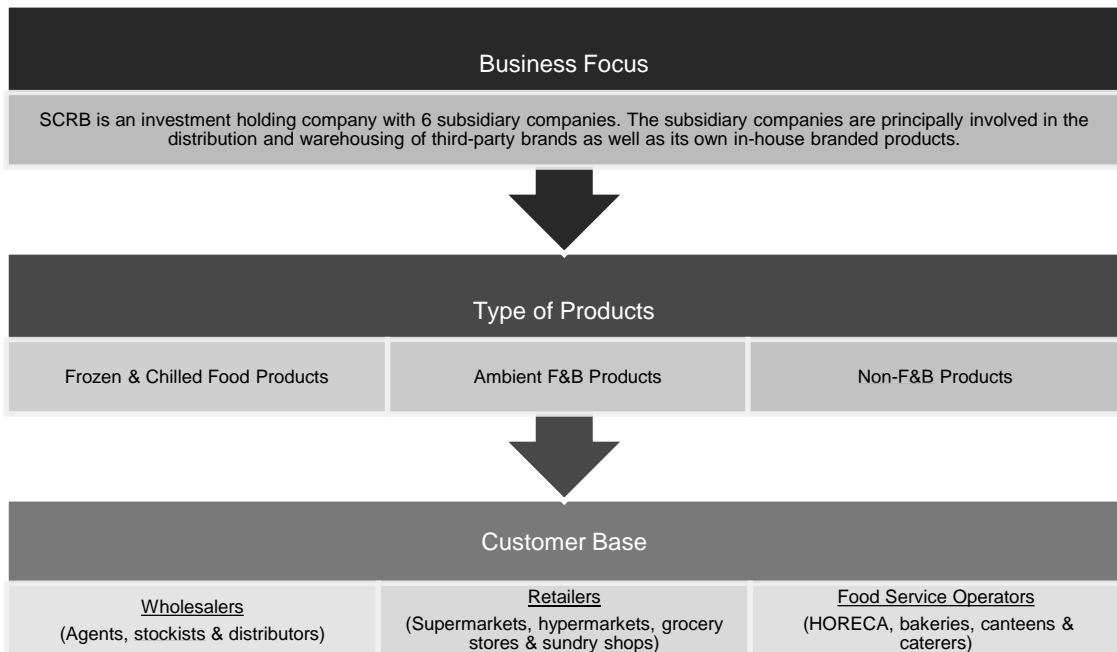 Business Focus
SCRB is an investment holding company with 6 subsidiary companies. The subsidiary companies are principally involved in the
distribution and warehousing of third-party brands as well as its own in-house branded products.
Type of Products
Frozen & Chilled Food Products
Ambient F&B Products
Non-F&B Products
Customer Base
Wholesalers
(Agents, stockists & distributors)
Retailers
(Supermarkets, hypermarkets, grocery
stores & sundry shops)
Food Service Operators
(HORECA, bakeries, canteens &
caterers)